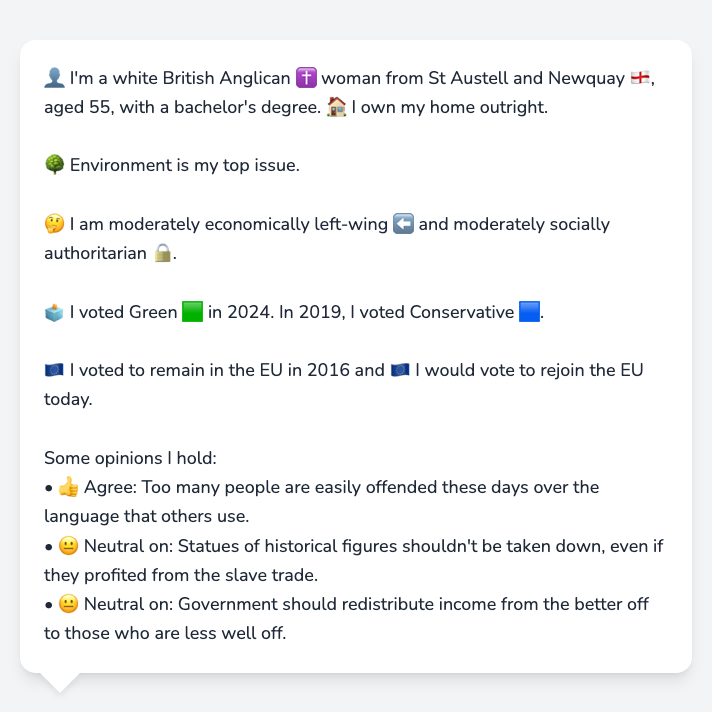 👤 I'm a white British Anglican ✝️ woman from St Austell and Newquay 🏴󠁧󠁢󠁥󠁮󠁧󠁿,
aged 55, with a bachelor's degree. 🏠 I own my home outright.
🌳 Environment is my top issue.
🤔 I am moderately economically left-wing ⬅️ and moderately socially
authoritarian 🔒.
🗳️ I voted Green 🟩 in 2024. In 2019, I voted Conservative 🟦.
🇪🇺 I voted to remain in the EU in 2016 and 🇪🇺 I would vote to rejoin the EU
today.
Some opinions I hold:
• 👍 Agree: Too many people are easily offended these days over the
language that others use.
• 😐 Neutral on: Statues of historical figures shouldn't be taken down, even if
they profited from the slave trade.
• 😐 Neutral on: Government should redistribute income from the better off
to those who are less well off.